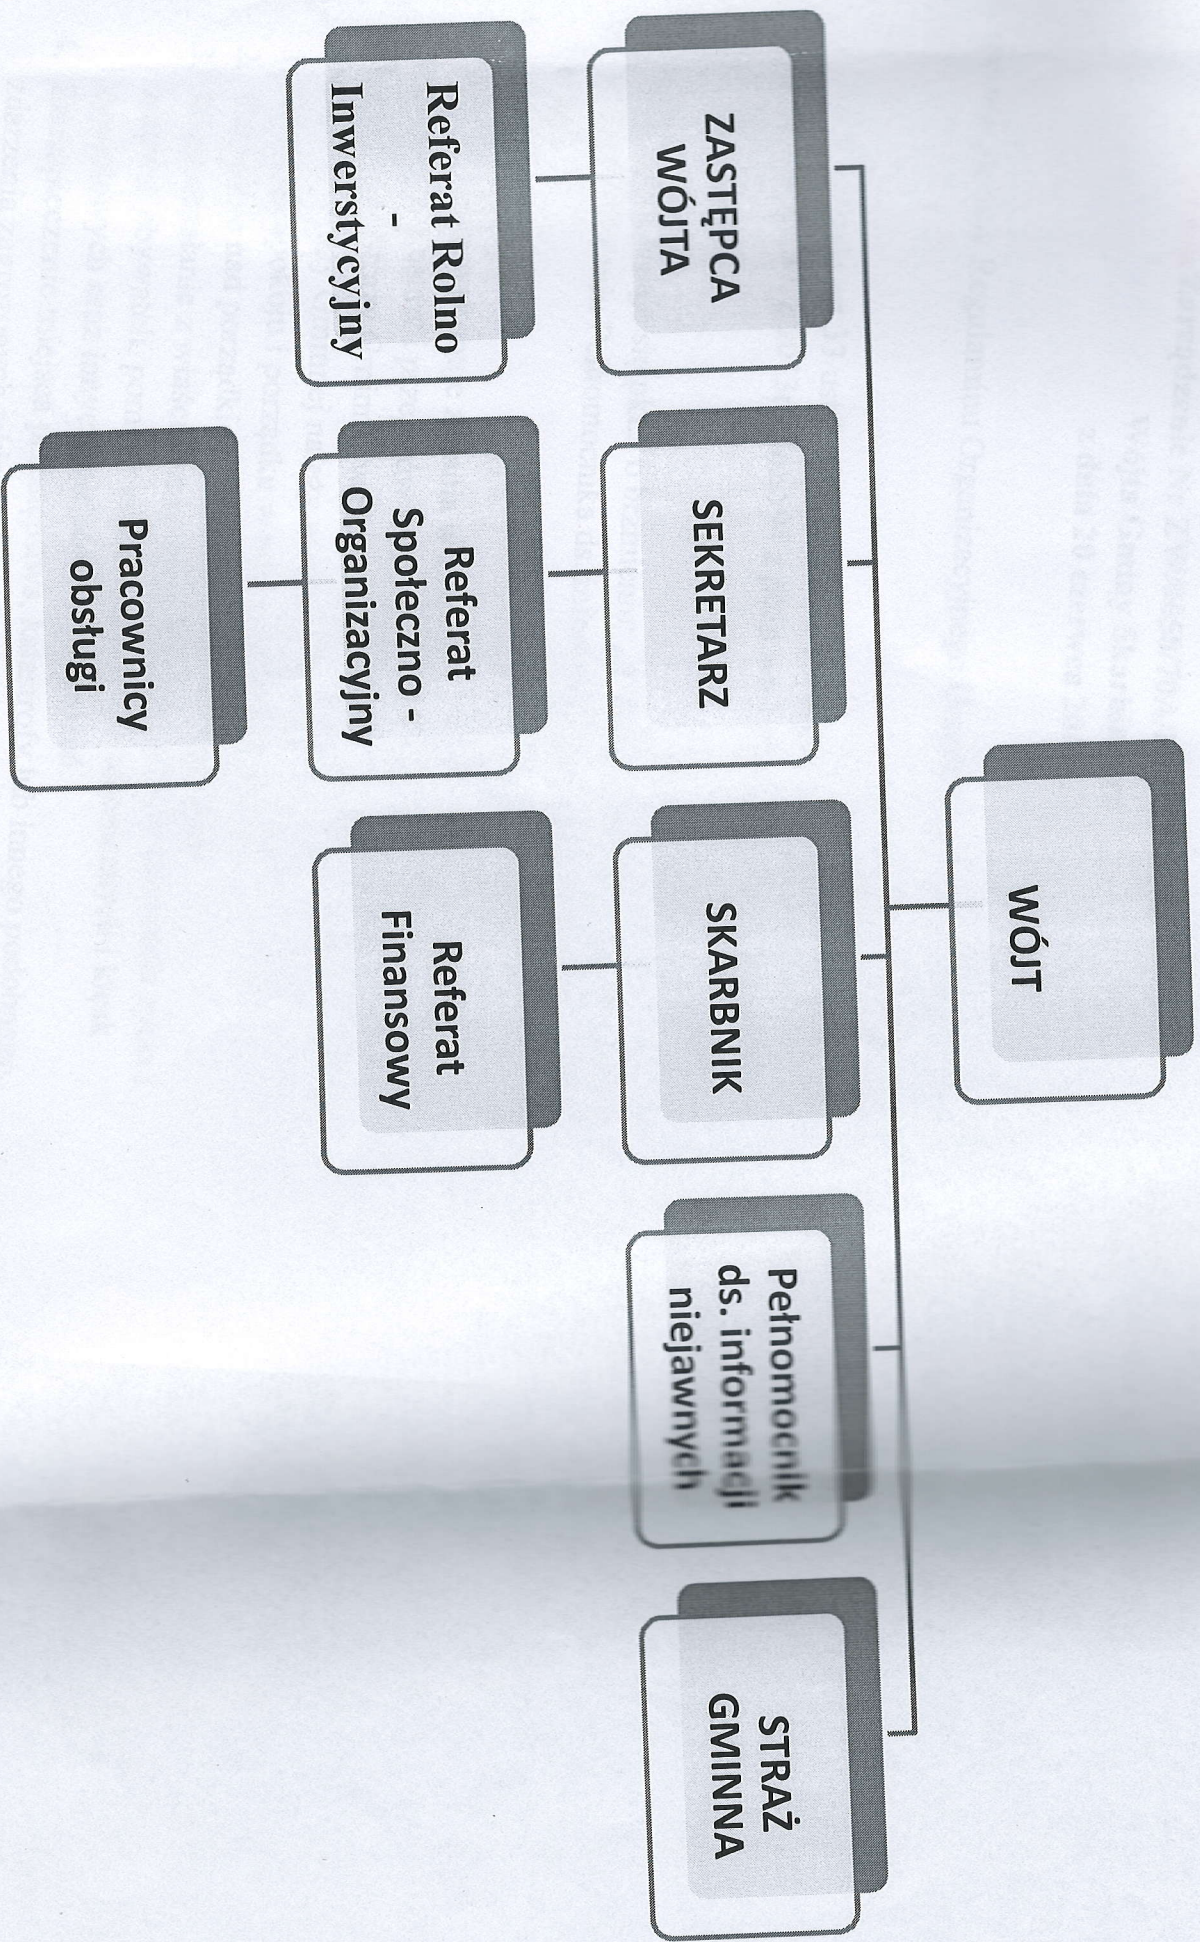 WÓJT
ZASTĘPCA
WÓJTA
SEKRETARZ
SKARBNIK
Pełnomocnik
ds. informacji
niejawnych
STRAŻ
GMINNA
Referat Rolno
-
Inwerstycyjny
Referat
Społeczno -
Organizacyjny
Referat
Finansowy
Pracownicy
obsługi